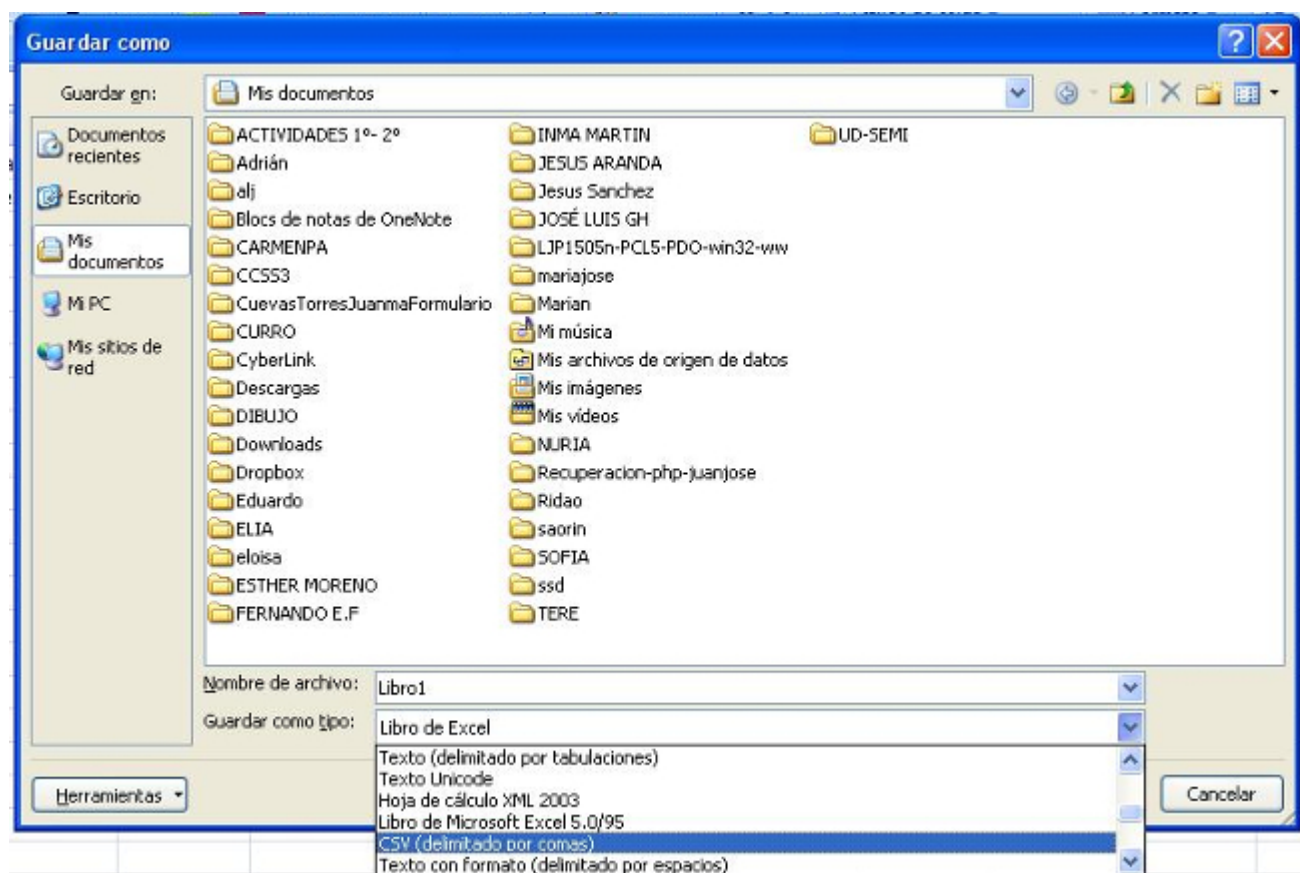 Guardar como
Guardar en:
Mis documentos
Documentos
recientes
Escritorio
Mis
documentos
Mi PC
Mis sitios de
red
ACTIVIDADES 1º- 2º
Adrián
alj
Blocs de notas de OneNote
CARMENPA
CCSS3
CuevasTorresJuanmaFormulario
CURRO
CyberLink
Descargas
DIBUJO
Downloads
Dropbox
Eduardo
ELIA
eloisa
ESTHER MORENO
FERNANDO E.F
INMA MARTIN
JESUS ARANDA
Jesus Sanchez
JOSÉ LUIS GH
LJP1505n-PCL5-PDO-win32-ww
mariajose
Marian
Mi música
Mis archivos de origen de datos
Mis imágenes
Mis vídeos
NURIA
Recuperacion-php-juanjose
Ridao
saorin
SOFIA
ssd
TERE
UD-SEMI
Nombre de archivo:
Libro1
Guardar como tipo:
Libro de Excel
Texto (delimitado por tabulaciones)
Texto Unicode
Hoja de cálculo XML 2003
Libro de Microsoft Excel 5.0/95
CSV (delimitado por comas)
Texto con formato (delimitado por espacios)
Herramientas
Cancelar